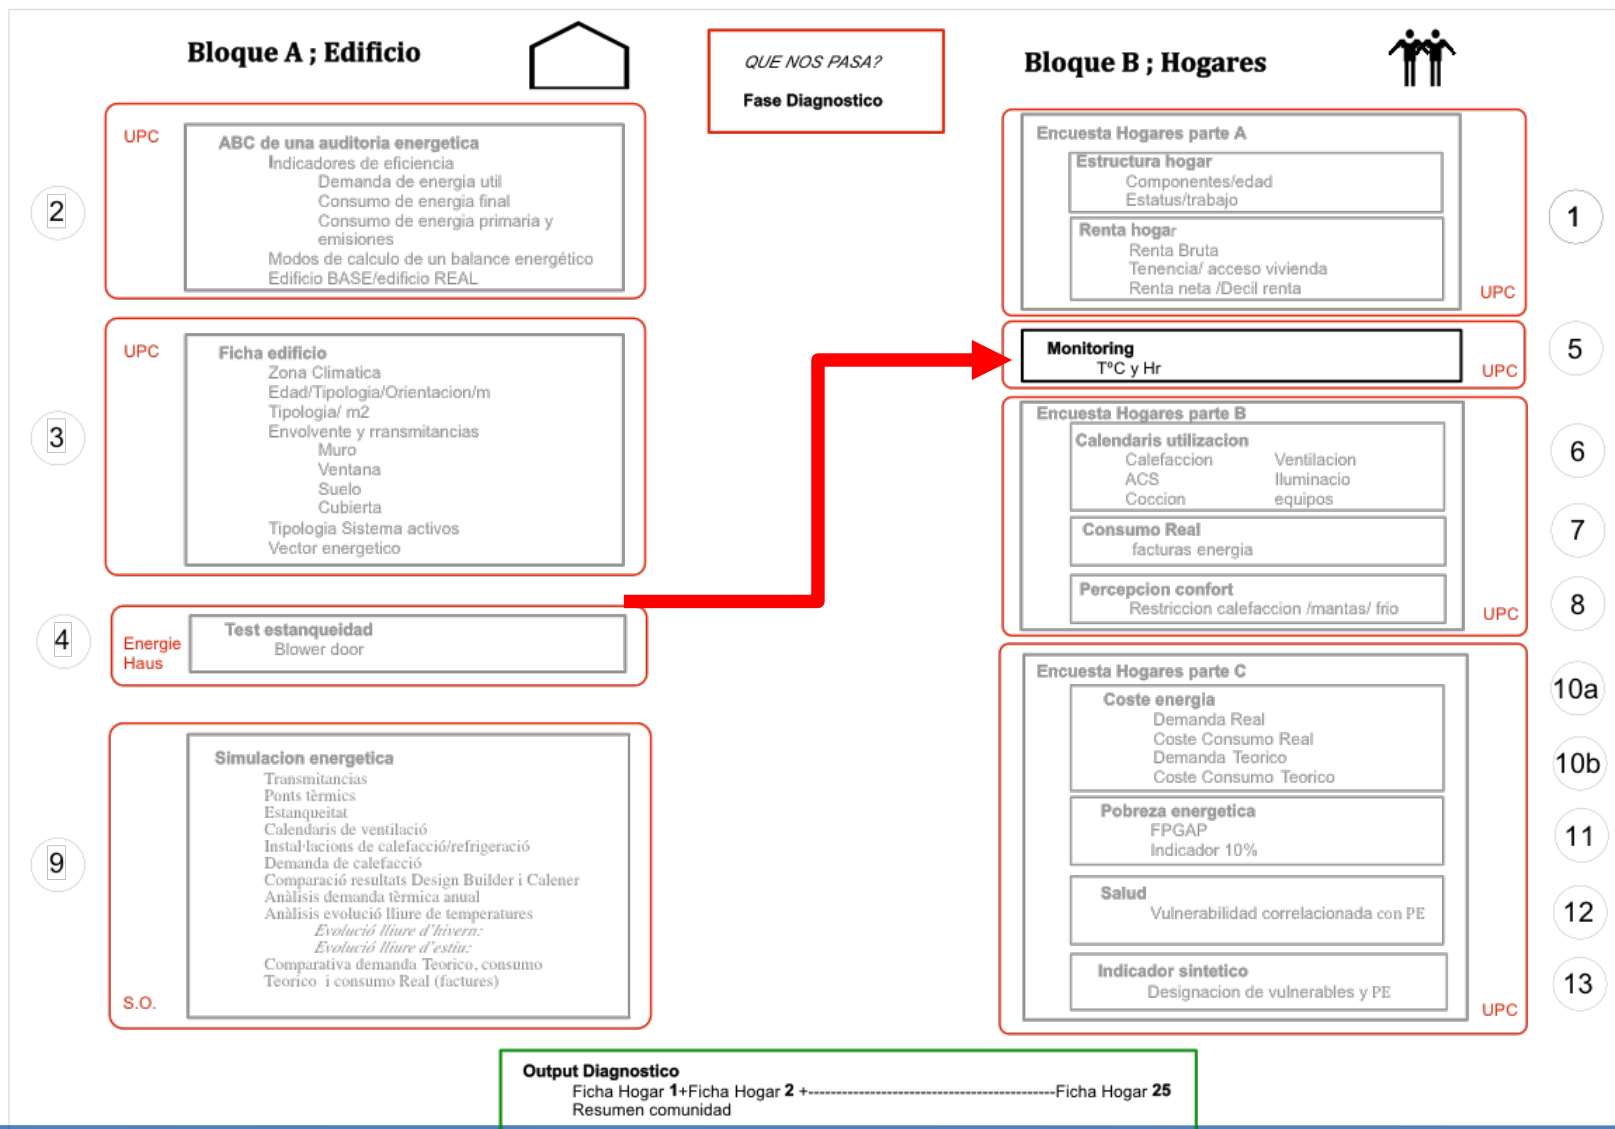 Bloque A ; Edificio
QUE NOS PASA?
Fase Diagnostico
Bloque B ; Hogares
2
UPC
ABC de una auditoria energetica
Indicadores de eficiencia
Demanda de energia util
Consumo de energia final
Consumo de energia primaria y
emisiones
Modos de calculo de un balance energético
Edificio BASE/edificio REAL
3
UPC
Ficha edificio
Zona Climatica
Edad/Tipologia/Orientacion/m
Tipologia/ m2
Envolvente y rransmitancias
Muro
Ventana
Suelo
Cubierta
Tipologia Sistema activos
Vector energetico
4
Energie
Haus
Test estanqueidad
Blower door
9
Simulacion energetica
Transmitancias
Ponts tèrmics
Estanqueitat
Calendaris de ventilació
Instal·lacions de calefacció/refrigeració
Demanda de calefacció
Comparació resultats Design Builder i Calener
Anàlisis demanda tèrmica anual
Anàlisis evolució lliure de temperatures
Evolució lliure d'hivern:
Evolució lliure d'estiu:
Comparativa demanda Teorico, consumo
Teorico i consumo Real (factures)
S.O.
Encuesta Hogares parte A
Estructura hogar
Componentes/edad
Estatus/trabajo
Renta hogar
Renta Bruta
Tenencia/ acceso vivienda
Renta neta /Decil renta
UPC
1
Monitoring
TºC y Hr
UPC
5
Encuesta Hogares parte B
Calendaris utilizacion
Calefaccion Ventilacion
ACS Iluminacio
Coccion equipos
6
Consumo Real
facturas energia
7
Percepcion confort
Restriccion calefaccion /mantas/ frio
UPC
8
Encuesta Hogares parte C
Coste energia
Demanda Real
Coste Consumo Real
Demanda Teorico
Coste Consumo Teorico
10a
10b
Pobreza energetica
FPGAP
Indicador 10%
11
Salud
Vulnerabilidad correlacionada con PE
12
Indicador sintetico
Designacion de vulnerables y PE
UPC
13
Output Diagnostico
Ficha Hogar 1+Ficha Hogar 2 +--------------------------------------------Ficha Hogar 25
Resumen comunidad